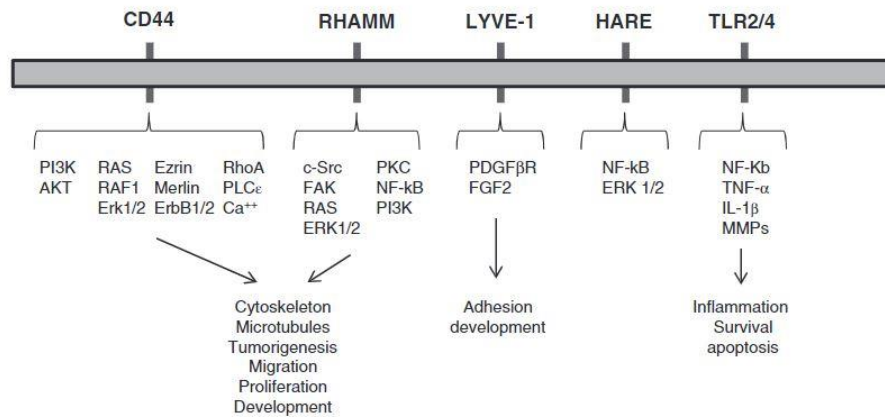 CD44 RHAMM LYVE-1 HARE TLR2/4
PI3K RAS Ezrin RhoA c-Src PKC PDGFβR NF-kB NF-Kb
AKT RAF1 Merlin PLCε FAK NF-kB FGF2 ERK 1/2 TNF-α
Erk1/2 ErbB1/2 Ca⁺⁺ RAS PI3K IL-1β
ERK1/2 MMPs
Cytoskeleton Adhesion Inflammation
Microtubules development Survival
Tumorigenesis apoptosis
Migration
Proliferation
Development